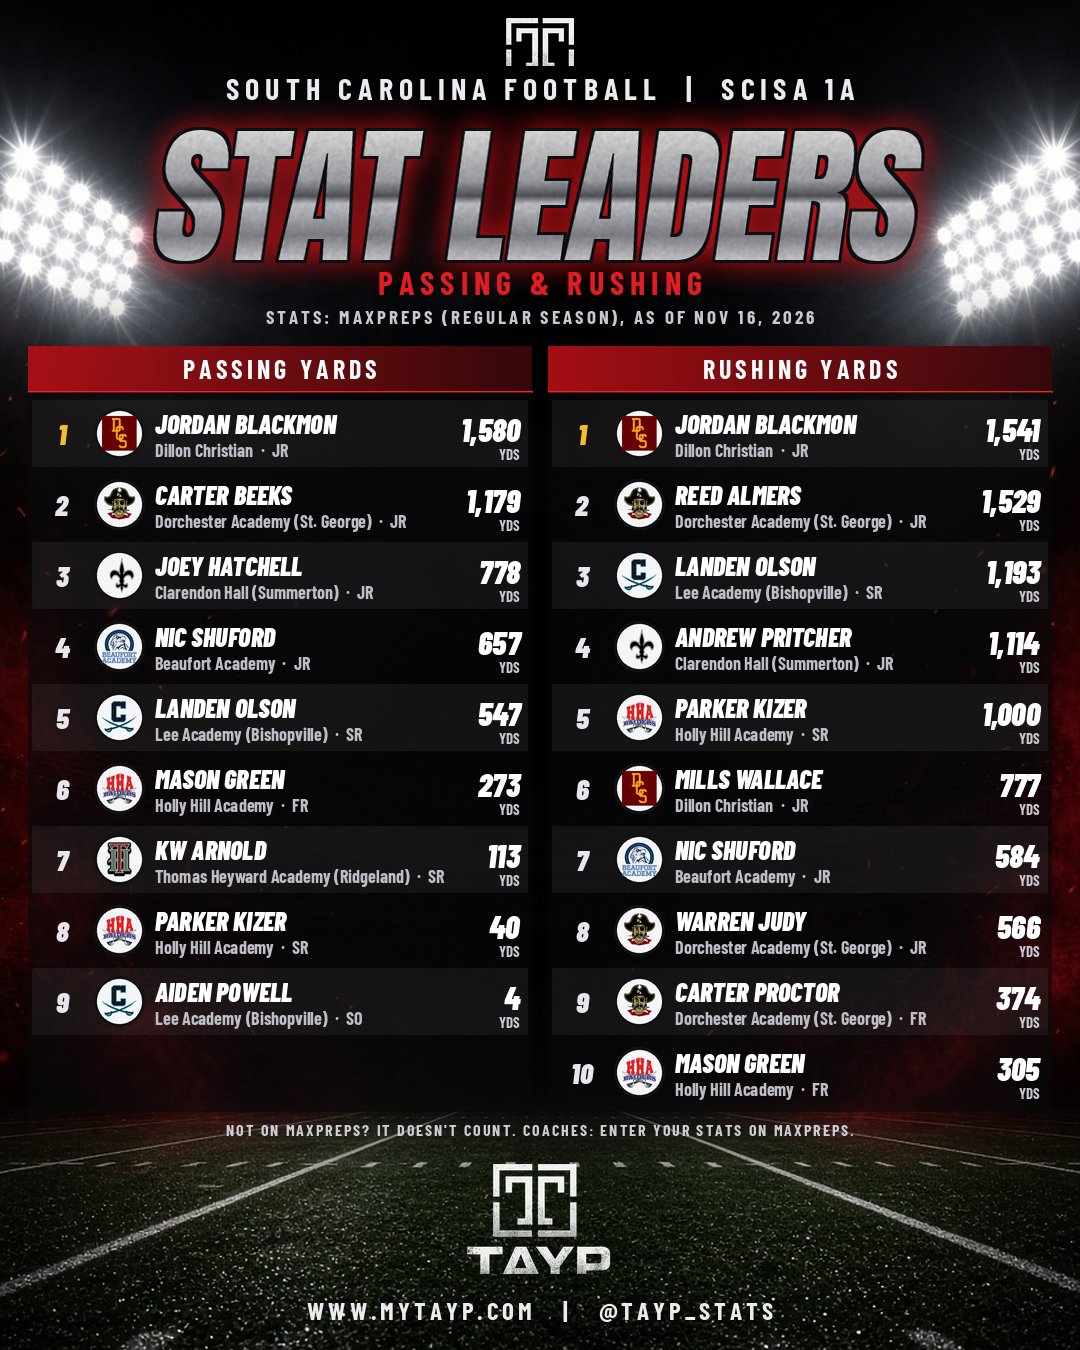 SOUTH CAROLINA FOOTBALL | SCISA 1A
STAT LEADERS
PASSING & RUSHING
STATS: MAXPREPS (REGULAR SEASON), AS OF NOV 16, 2026
PASSING YARDS
1 JORDAN BLACKMON 1,580
Dillon Christian · JR YDS
2 CARTER BEEKS 1,179
Dorchester Academy (St. George) · JR YDS
3 JOEY HATCHELL 778
Clarendon Hall (Summerton) · JR YDS
4 NIC SHUFORD 657
Beaufort Academy · JR YDS
5 LANDEN OLSON 547
Lee Academy (Bishopville) · SR YDS
6 MASON GREEN 273
Holly Hill Academy · FR YDS
7 KW ARNOLD 113
Thomas Heyward Academy (Ridgeland) · SR YDS
8 PARKER KIZER 40
Holly Hill Academy · SR YDS
9 AIDEN POWELL 4
Lee Academy (Bishopville) · SO YDS
RUSHING YARDS
1 JORDAN BLACKMON 1,541
Dillon Christian · JR YDS
2 REED ALMERS 1,529
Dorchester Academy (St. George) · JR YDS
3 LANDEN OLSON 1,193
Lee Academy (Bishopville) · SR YDS
4 ANDREW PRITCHER 1,114
Clarendon Hall (Summerton) · JR YDS
5 PARKER KIZER 1,000
Holly Hill Academy · SR YDS
6 MILLS WALLACE 777
Dillon Christian · JR YDS
7 NIC SHUFORD 584
Beaufort Academy · JR YDS
8 WARREN JUDY 566
Dorchester Academy (St. George) · JR YDS
9 CARTER PROCTOR 374
Dorchester Academy (St. George) · FR YDS
10 MASON GREEN 305
Holly Hill Academy · FR YDS
NOT ON MAXPREPS? IT DOESN'T COUNT. COACHES: ENTER YOUR STATS ON MAXPREPS.
TAYP
WWW.MYTAYP.COM | @TAYP_STATS